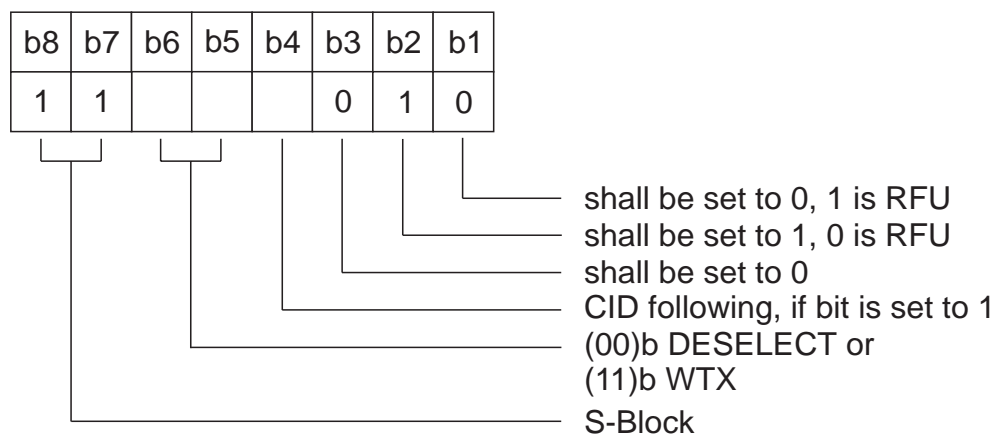 b8 b7 b6 b5 b4 b3 b2 b1
1 1 0 1 0
shall be set to 0, 1 is RFU
shall be set to 1, 0 is RFU
shall be set to 0
CID following, if bit is set to 1
(00)b DESELECT or
(11)b WTX
S-Block